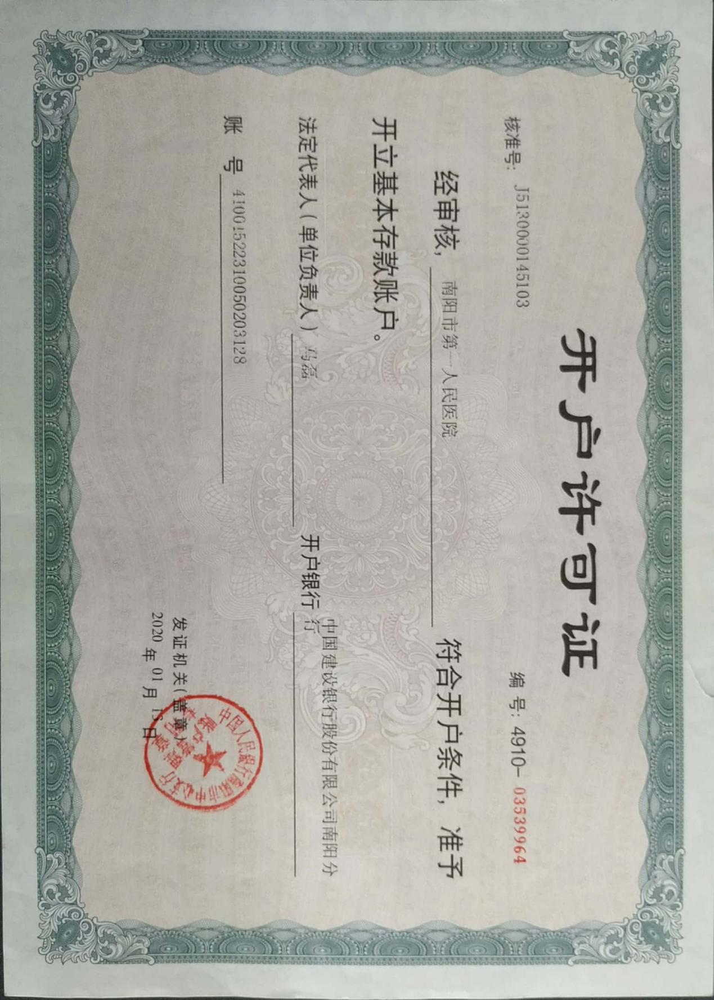 开户许可证
核准号: J5130000145103
编 号: 4910- 03539964
经审核, 南阳市第一人民医院 符合开户条件, 准予
开立基本存款账户。
法定代表人(单位负责人) 马磊 开户银行 中国建设银行股份有限公司南阳分
行
账 号 41001522310050203128
发证机关(盖章)
2020 年 01 月 13 日
中国人民银行南阳市中心支行